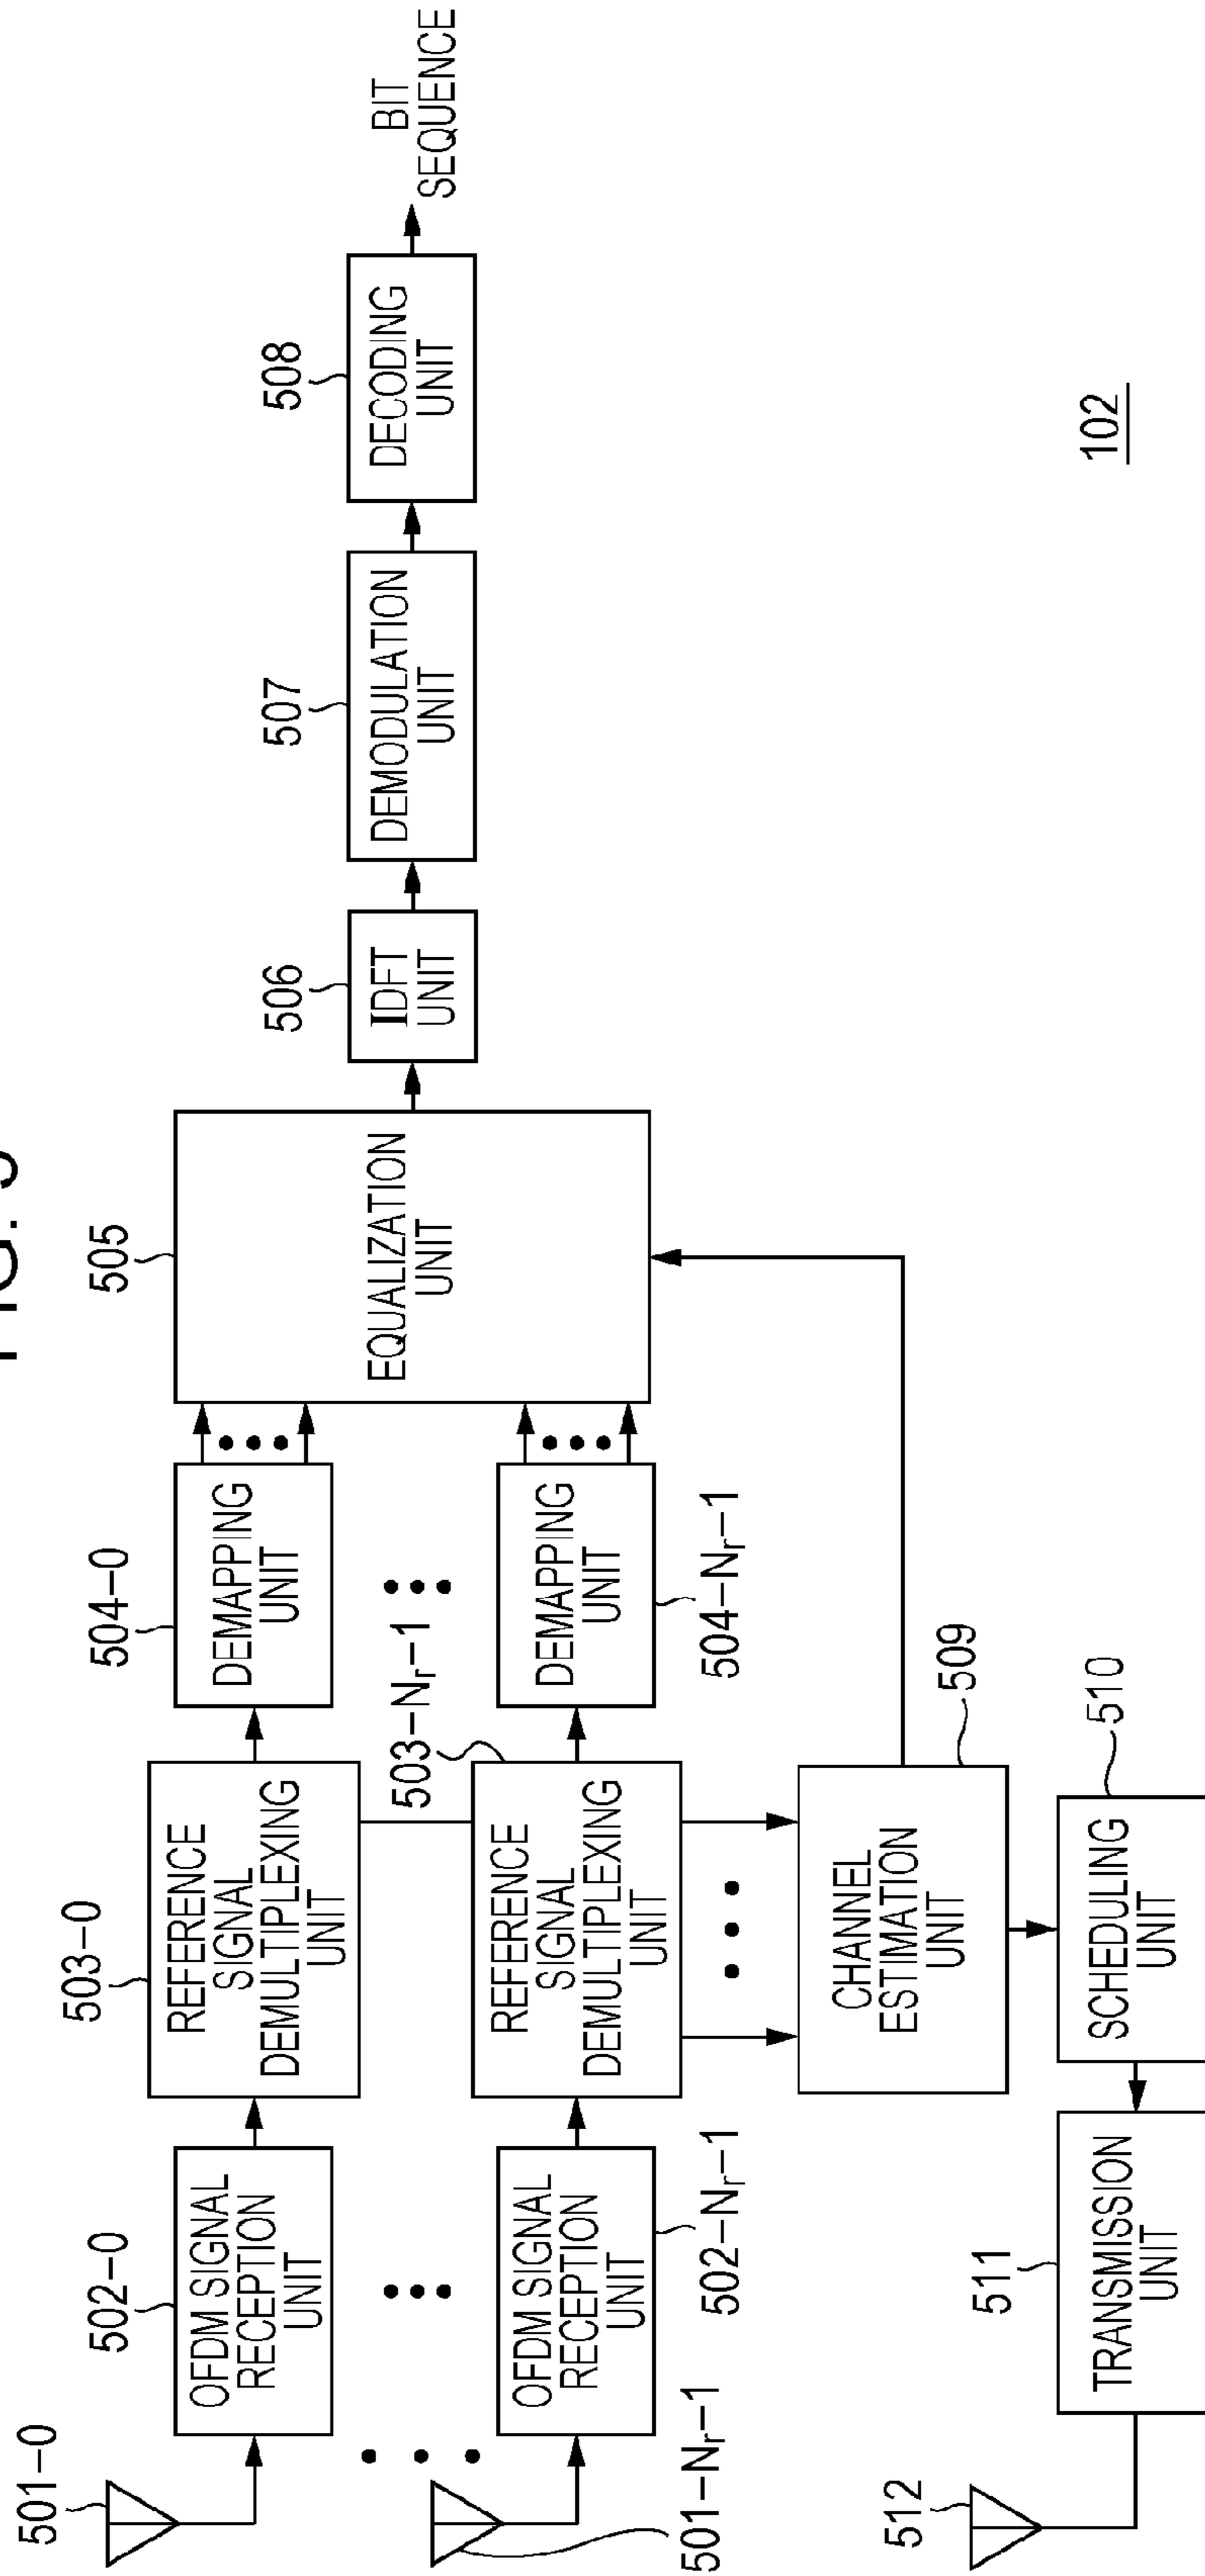 FIG.
501-0
502-0
OFDM SIGNAL
RECEPTION
UNIT
503-0
REFERENCE
SIGNAL
DEMULTIPLEXING
UNIT
504-0
DEMAPPING
UNIT
505
EQUALIZATION
UNIT
506
IDFT
UNIT
507
DEMODULATION
UNIT
508
DECODING
UNIT
BIT
SEQUENCE
501-Nr-1
OFDM SIGNAL
RECEPTION
UNIT
502-Nr-1
503-Nr-1
REFERENCE
SIGNAL
DEMULTIPLEXING
UNIT
DEMAPPING
UNIT
504-Nr-1
CHANNEL
ESTIMATION
UNIT
509
512
511
TRANSMISSION
UNIT
SCHEDULING
UNIT
510
102